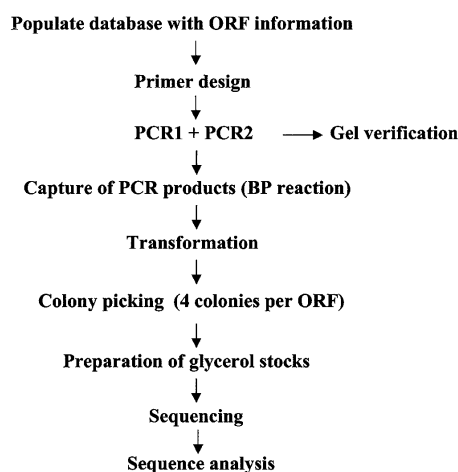 Populate database with ORF information
Primer design
PCR1 + PCR2 Gel verification
Capture of PCR products (BP reaction)
Transformation
Colony picking (4 colonies per ORF)
Preparation of glycerol stocks
Sequencing
Sequence analysis